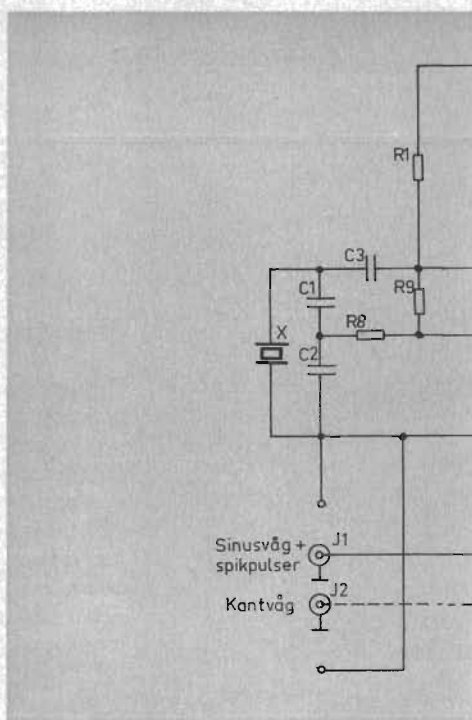 R1
C3
C1
R9
X
R8
C2
J1
Sinusvåg +
spikpulser
J2
Kantvåg